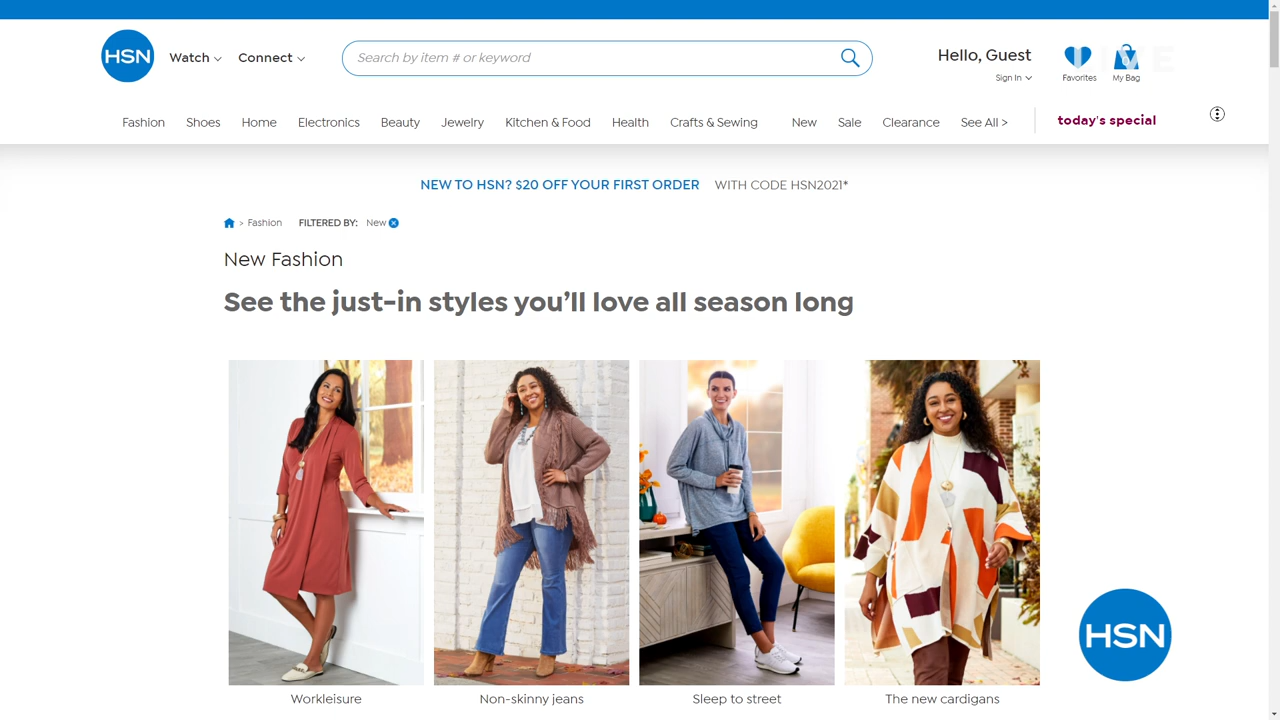 HSN
Watch
Connect
Search by item # or keyword
Hello, Guest
Sign In
Favorites
My Bag
Fashion
Shoes
Home
Electronics
Beauty
Jewelry
Kitchen & Food
Health
Crafts & Sewing
New
Sale
Clearance
See All >
today's special
NEW TO HSN? $20 OFF YOUR FIRST ORDER WITH CODE HSN2021*
> Fashion
FILTERED BY: New
New Fashion
See the just-in styles you’ll love all season long
Workleisure
Non-skinny jeans
Sleep to street
The new cardigans
HSN